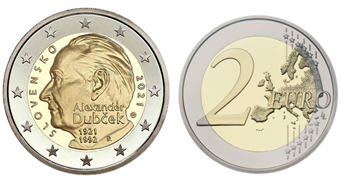 SLOVENSKO 2021
Alexander
Dubček
1921
1992
2 EURO